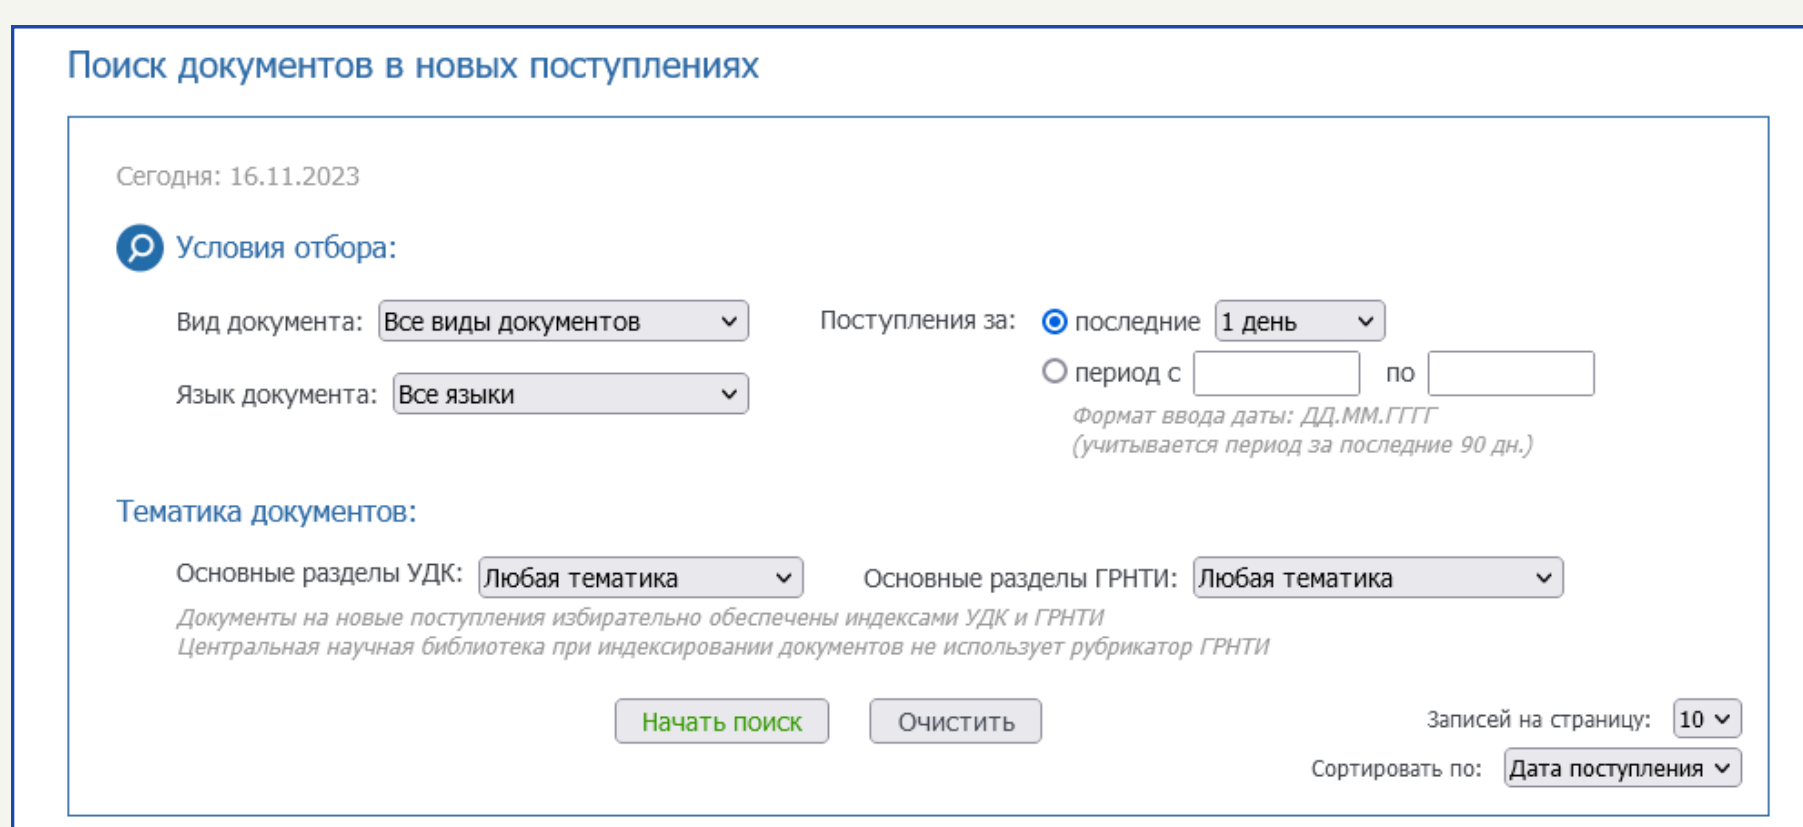 Поиск документов в новых поступлениях
Сегодня: 16.11.2023
Условия отбора:
Вид документа: Все виды документов
Поступления за: последние 1 день
период с по
Язык документа: Все языки
Формат ввода даты: ДД.ММ.ГГГГ
(учитывается период за последние 90 дн.)
Тематика документов:
Основные разделы УДК: Любая тематика
Основные разделы ГРНТИ: Любая тематика
Документы на новые поступления избирательно обеспечены индексами УДК и ГРНТИ
Центральная научная библиотека при индексировании документов не использует рубрикатор ГРНТИ
Начать поиск
Очистить
Записей на страницу: 10
Сортировать по: Дата поступления